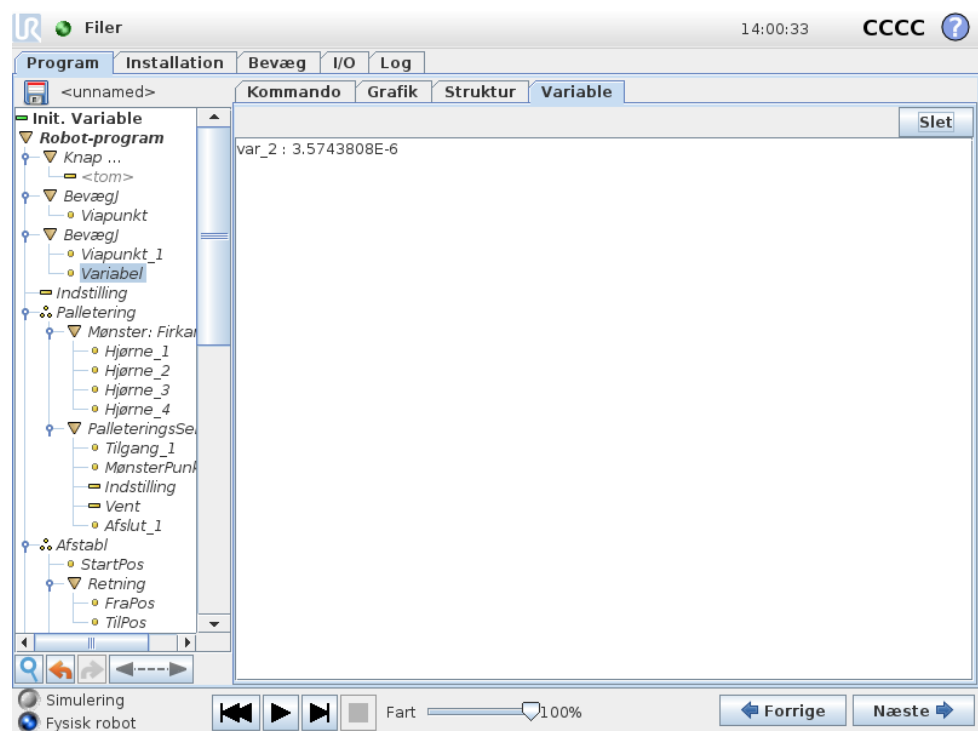 UR Filer 14:00:33 CCCC ?
Program Installation Bevæg I/O Log
<unnamed>
Kommando Grafik Struktur Variable
Slet
var_2 : 3.5743808E-6
Init. Variable
Robot-program
Knap ...
<tom>
BevægJ
Viapunkt
BevægJ
Viapunkt_1
Variabel
Indstilling
Palletering
Mønster: Firkan
Hjørne_1
Hjørne_2
Hjørne_3
Hjørne_4
PalleteringsSe
Tilgang_1
MønsterPunk
Indstilling
Vent
Afslut_1
Afstabl
StartPos
Retning
FraPos
TilPos
Simulering
Fysisk robot
Fart 100%
Forrige Næste